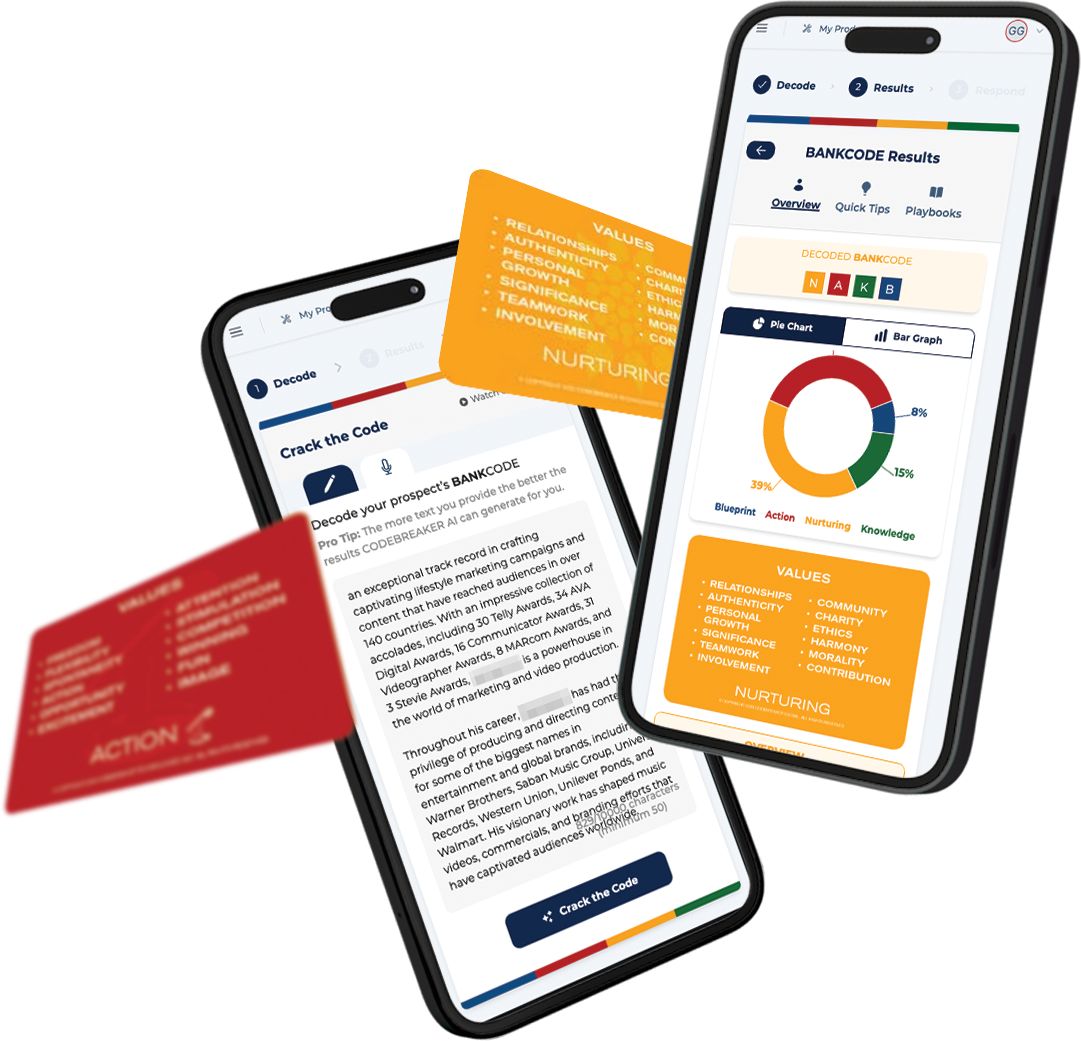 My Prod
GG
Decode
2
Results
3
Respond
BANKCODE Results
Overview
Quick Tips
Playbooks
DECODED BANKCODE
N
A
K
B
Pie Chart
Bar Graph
8%
15%
39%
Blueprint
Action
Nurturing
Knowledge
VALUES
• RELATIONSHIPS
• AUTHENTICITY
• PERSONAL
GROWTH
• SIGNIFICANCE
• TEAMWORK
• INVOLVEMENT
• COMMUNITY
• CHARITY
• ETHICS
• HARMONY
• MORALITY
• CONTRIBUTION
NURTURING
OVERVIEW
VALUES
• RELATIONSHIPS
• AUTHENTICITY
• PERSONAL
GROWTH
• SIGNIFICANCE
• TEAMWORK
• INVOLVEMENT
• COMMU
• CHARI
• ETHIC
• HARM
• MOR
• CON
NURTURING
My Pro
1
Decode
2
Results
Watch
Crack the Code
Decode your prospect's BANKCODE
Pro Tip: The more text you provide the better the
results CODEBREAKER AI can generate for you.
an exceptional track record in crafting
captivating lifestyle marketing campaigns and
content that have reached audiences in over
140 countries. With an impressive collection of
accolades, including 30 Telly Awards, 34 AVA
Digital Awards, 16 Communicator Awards, 31
Videographer Awards, 8 MARcom Awards, and
3 Stevie Awards, is a powerhouse in
the world of marketing and video production.
Throughout his career, has had th
privilege of producing and directing conte
for some of the biggest names in
entertainment and global brands, includin
Warner Brothers, Saban Music Group, Univer
Records, Western Union, Unilever Ponds, and
Walmart. His visionary work has shaped music
videos, commercials, and branding efforts that
have captivated audiences worldwide.
829/10000 characters
(minimum 50)
Crack the Code
VALUES
• FREEDOM
• FLEXIBILITY
• SPONTANEITY
• ACTION
• OPPORTUNITY
• EXCITEMENT
• ATTENTION
• STIMULATION
• COMPETITION
• WINNING
• FUN
• IMAGE
ACTION